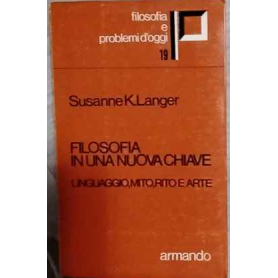 filosofia
e
problemi d'oggi
19
Susanne K. Langer
FILOSOFIA
IN UNA NUOVA CHIAVE
LINGUAGGIO, MITO, RITO E ARTE
armando